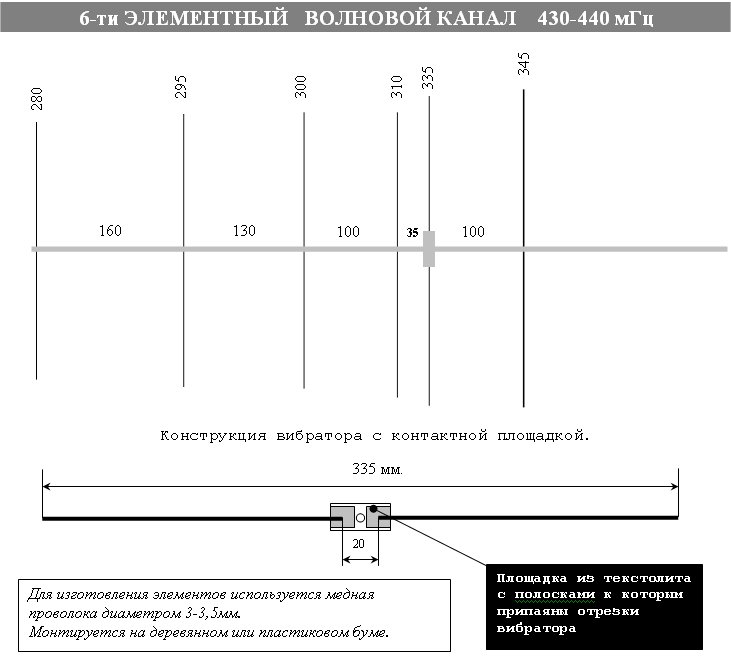 6-ти ЭЛЕМЕНТНЫЙ ВОЛНОВОЙ КАНАЛ 430-440 мГц
280
295
300
310
335
345
160
130
100
35
100
Конструкция вибратора с контактной площадкой.
335 мм.
20
Площадка из текстолита
с полосками к которым
припаяны отрезки
вибратора
Для изготовления элементов используется медная
проволока диаметром 3-3,5мм.
Монтируется на деревянном или пластиковом буме.